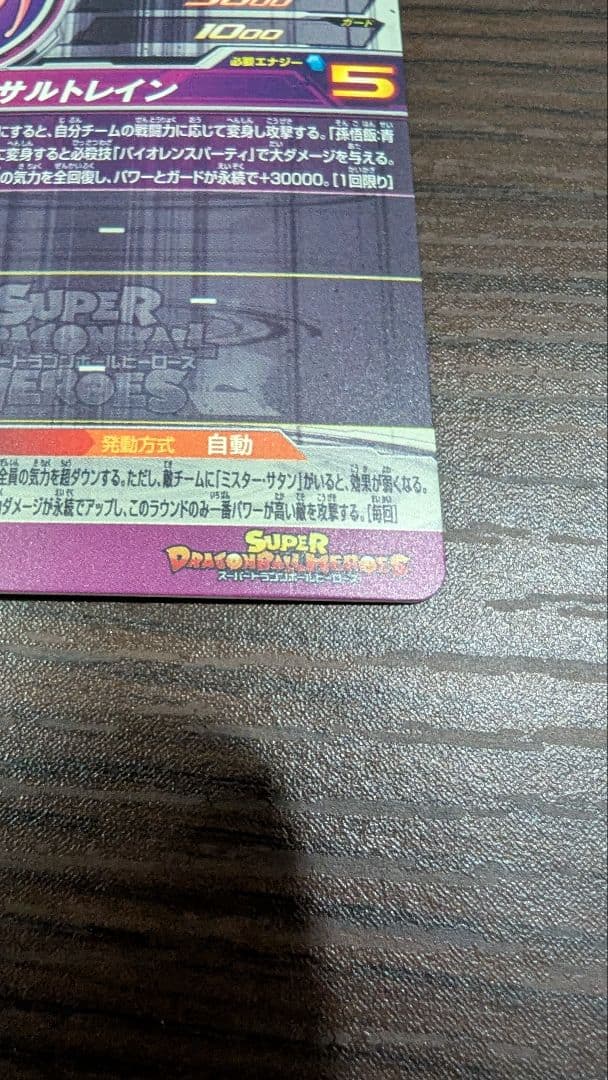 1000
ガード
必要エナジー
5
サルトレイン
にすると、自分チームの戦闘力に応じて変身し攻撃する。「孫悟飯:青
に変身すると必殺技「バイオレンスパーティ」で大ダメージを与える。
の気力を全回復し、パワーとガードが永続で+30000。[1回限り]
SUPER
DRAGONBALL
ドラゴンボールヒーローズ
HEROES
発動方式 自動
全員の気力を超ダウンする。ただし、敵チームに「ミスター・サタン」がいると、効果が弱くなる。
ダメージが永続でアップし、このラウンドのみ一番パワーが高い敵を攻撃する。[毎回]
SUPER
DRAGONBALL HEROES
スーパードラゴンボールヒーローズ